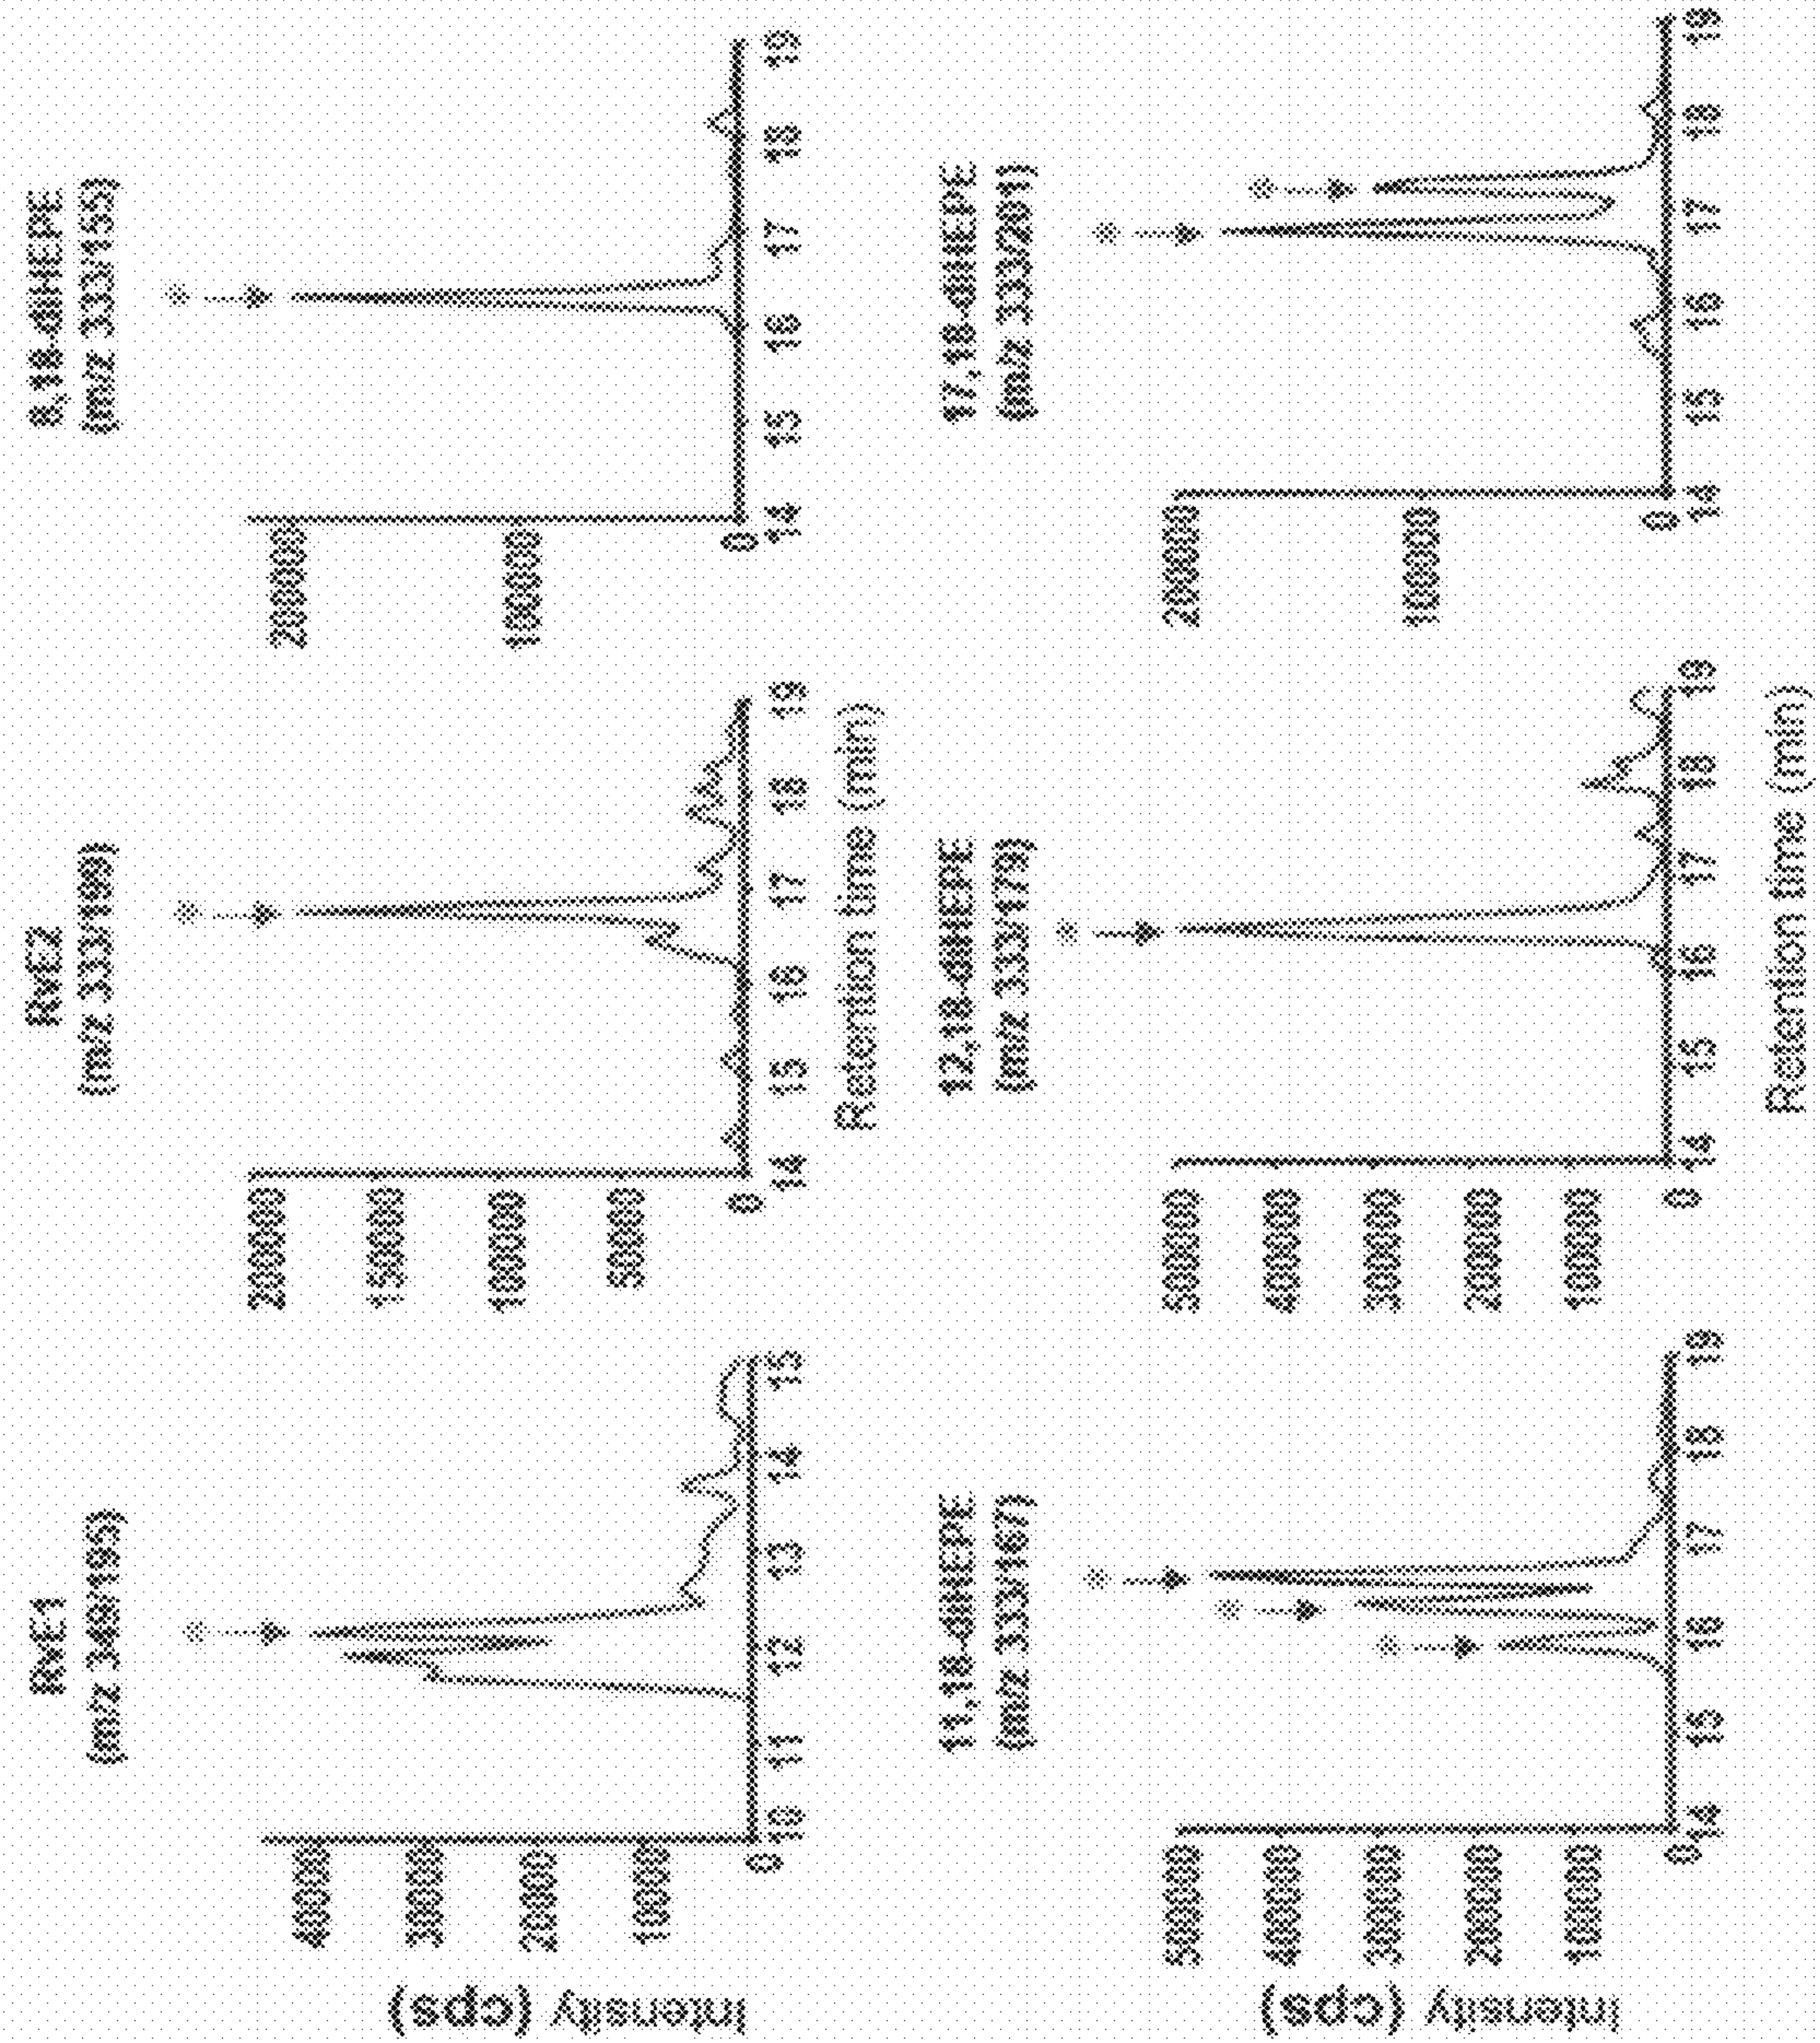 RvE1
(m/z 349/195)
※
Intensity (cps)
40000
30000
20000
10000
0
10 11 12 13 14 15
RvE2
(m/z 333/199)
※
200000
150000
100000
50000
0
14 15 16 17 18 19
Retention time (min)
8,18-diHEPE
(m/z 333/155)
※
200000
100000
0
14 15 16 17 18 19
11,18-diHEPE
(m/z 333/167)
※
※
※
Intensity (cps)
500000
400000
300000
200000
100000
0
14 15 16 17 18 19
12,18-diHEPE
(m/z 333/179)
※
500000
400000
300000
200000
100000
0
14 15 16 17 18 19
Retention time (min)
17,18-diHEPE
(m/z 333/201)
※
※
200000
100000
0
14 15 16 17 18 19